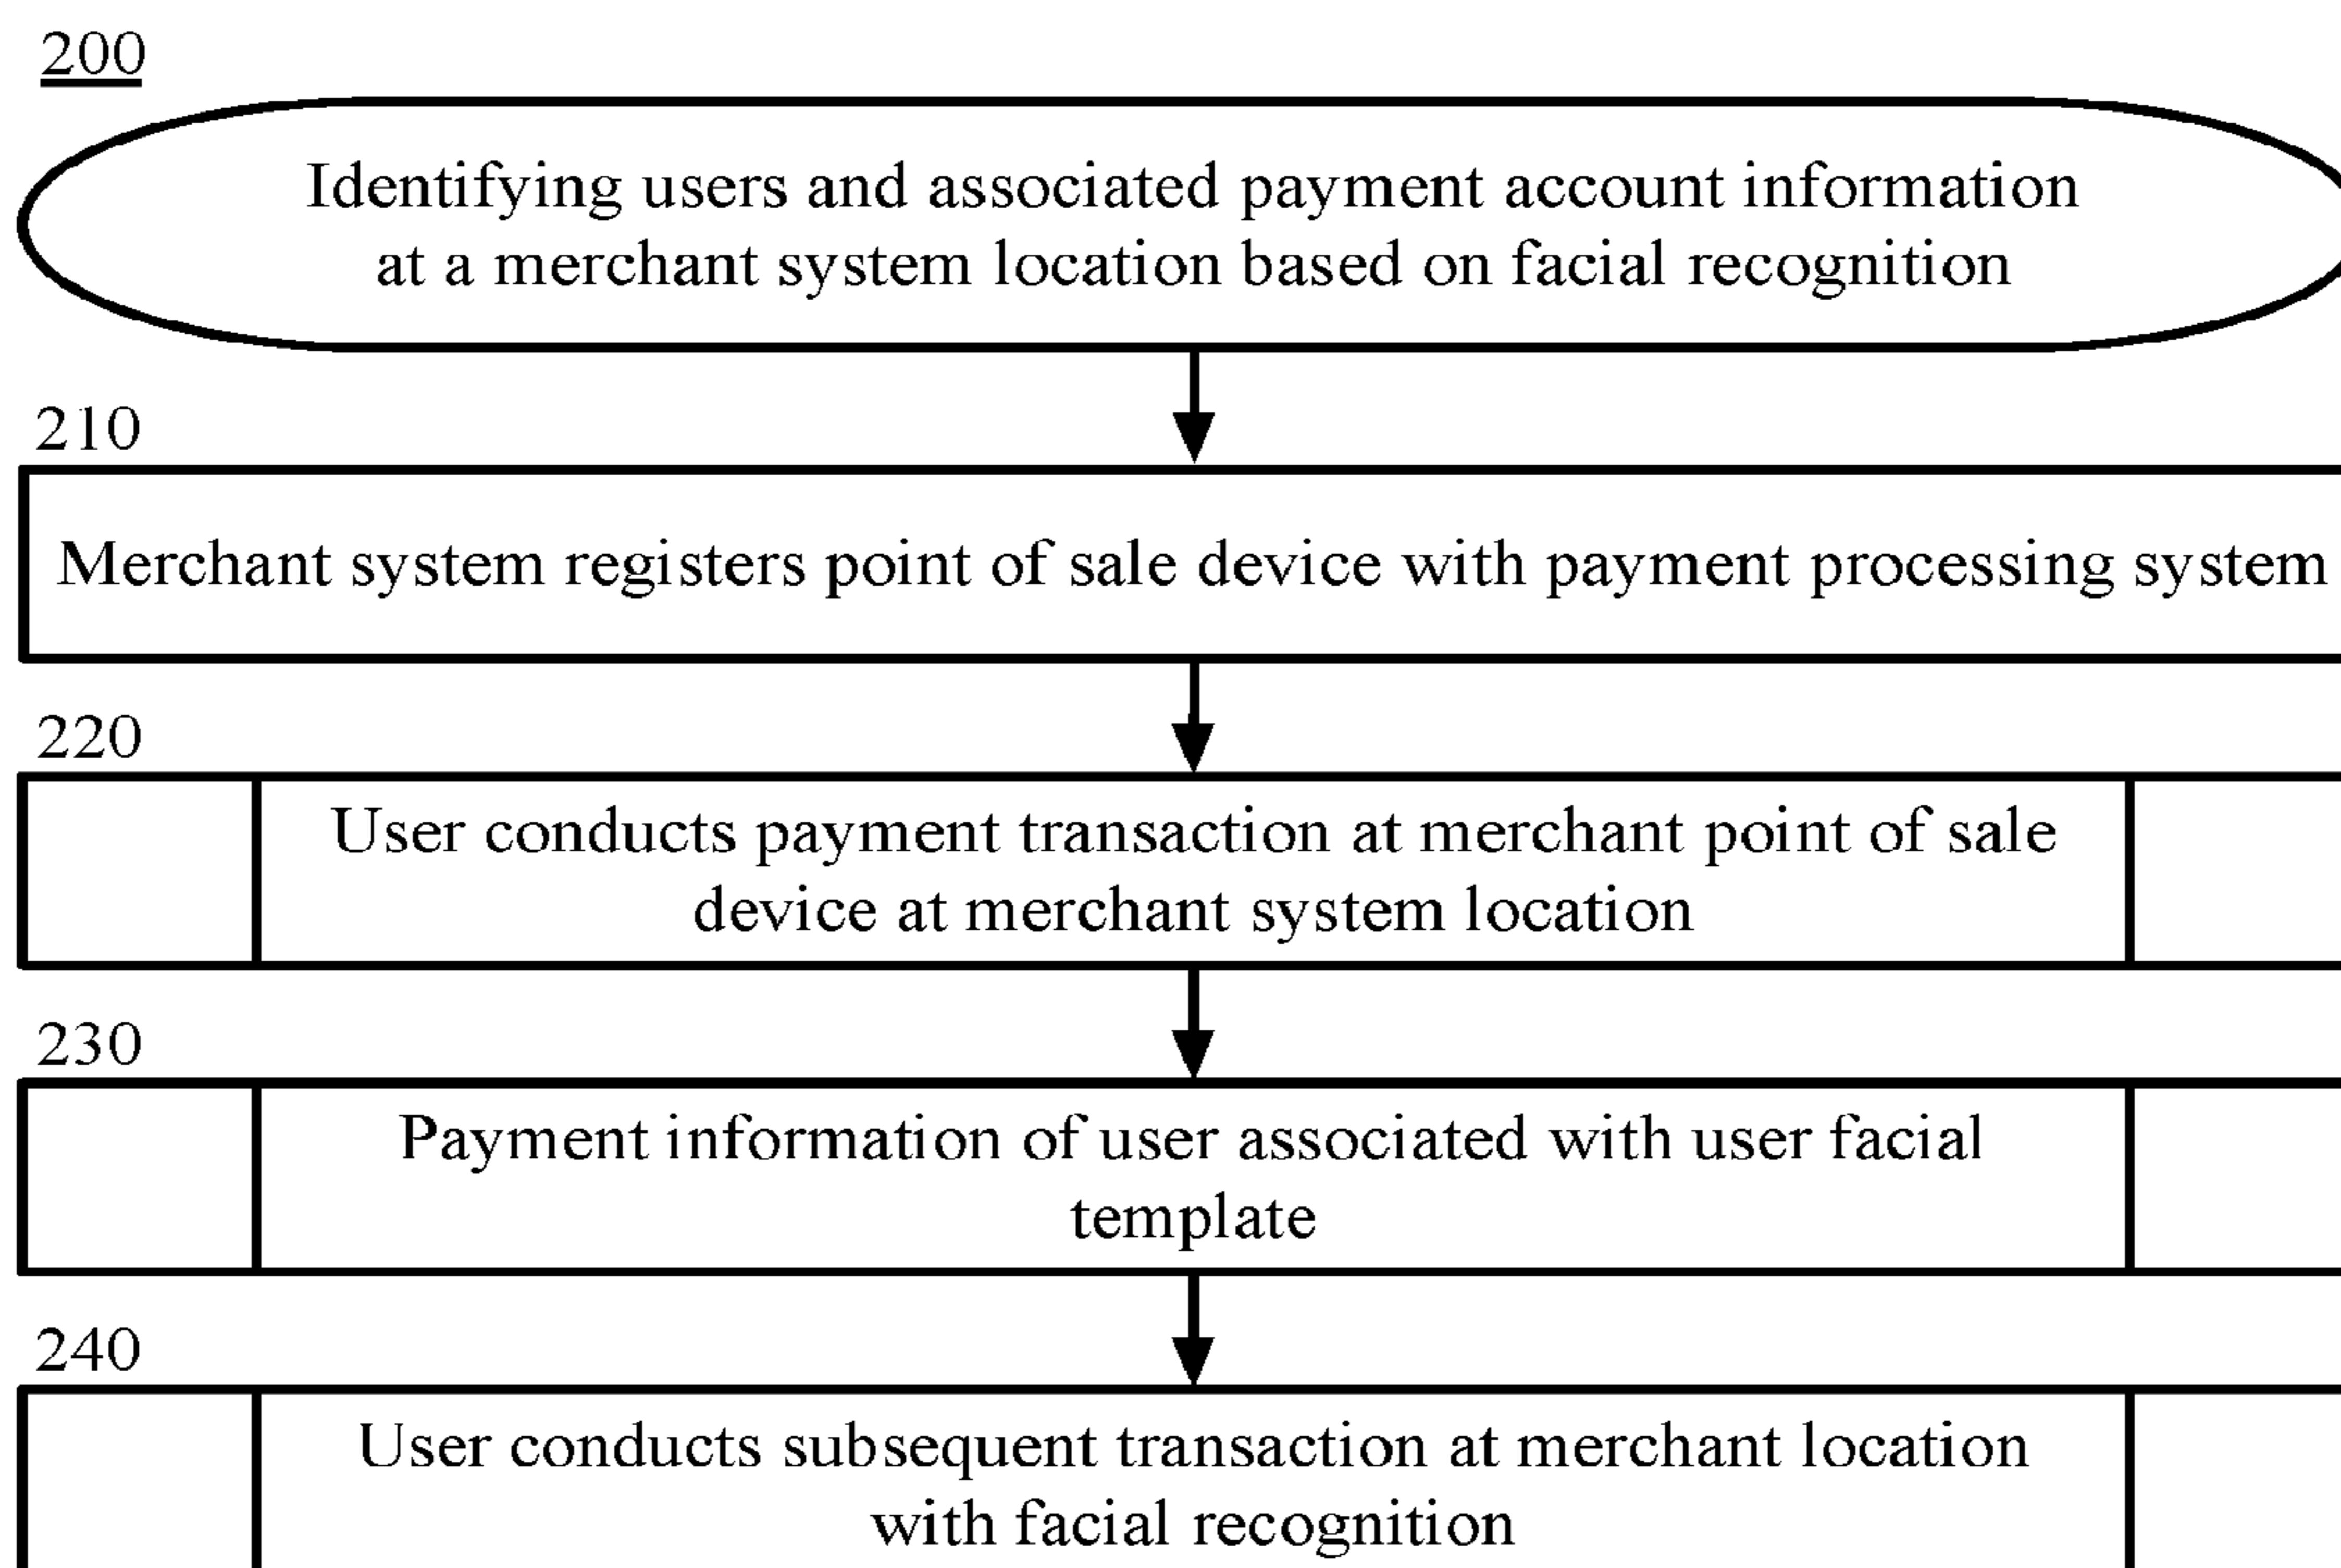 200
Identifying users and associated payment account information
at a merchant system location based on facial recognition
210
Merchant system registers point of sale device with payment processing system
220
User conducts payment transaction at merchant point of sale
device at merchant system location
230
Payment information of user associated with user facial
template
240
User conducts subsequent transaction at merchant location
with facial recognition